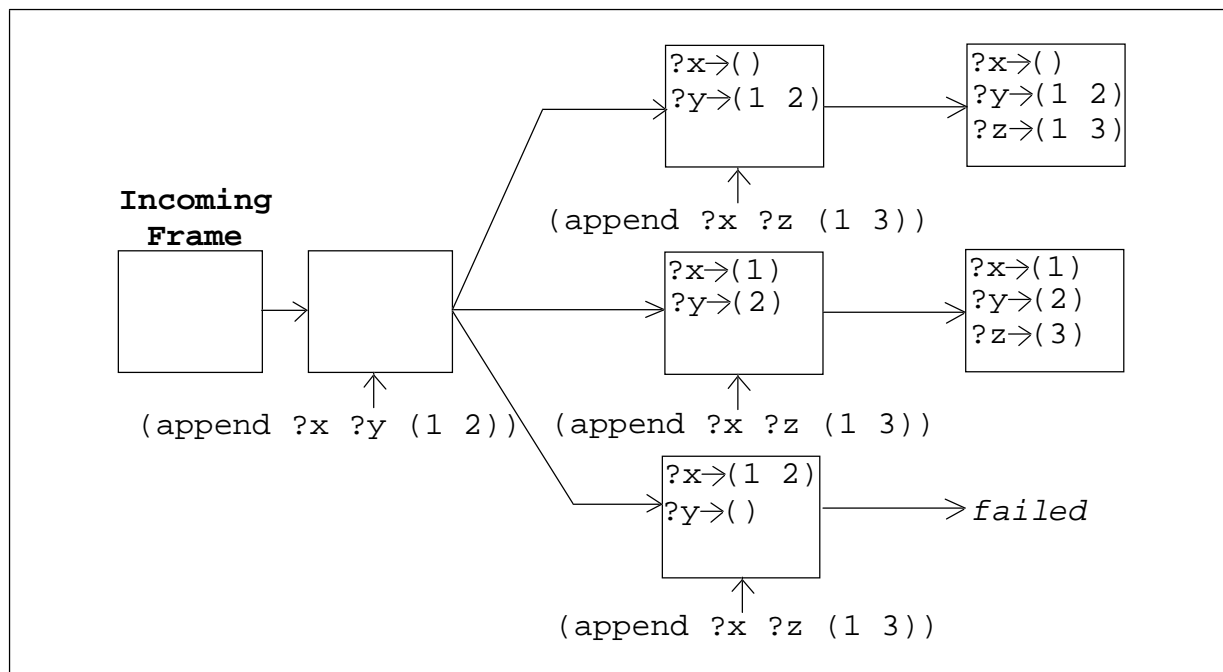 ?x→()
?y→(1 2)
?x→()
?y→(1 2)
?z→(1 3)
(append ?x ?z (1 3))
Incoming
Frame
(append ?x ?y (1 2))
?x→(1)
?y→(2)
?x→(1)
?y→(2)
?z→(3)
(append ?x ?z (1 3))
?x→(1 2)
?y→()
failed
(append ?x ?z (1 3))